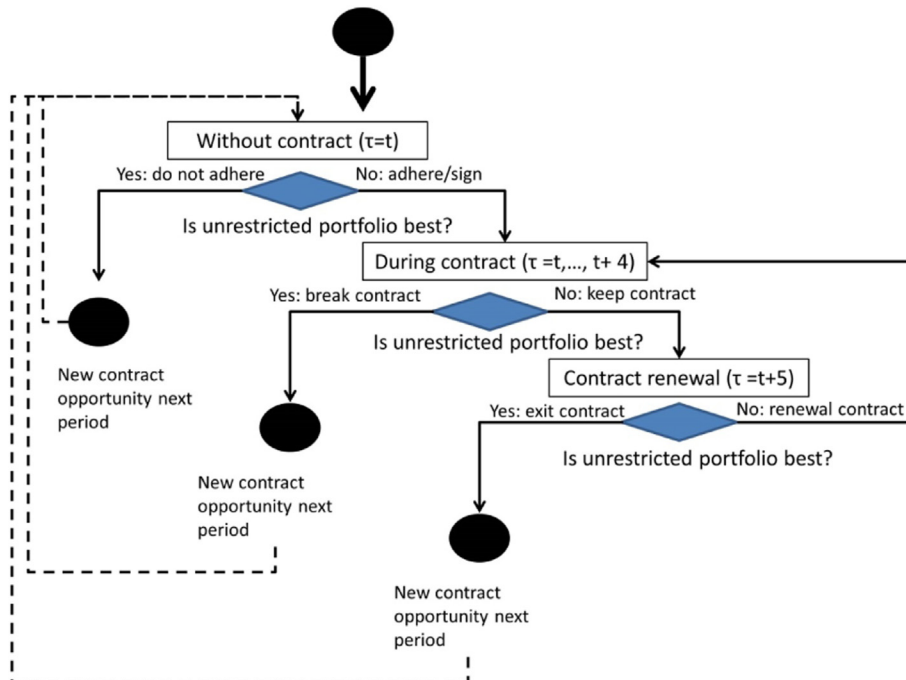 Without contract (τ=t)
Yes: do not adhere
No: adhere/sign
Is unrestricted portfolio best?
During contract (τ =t,..., t+ 4)
Yes: break contract
No: keep contract
Is unrestricted portfolio best?
New contract
opportunity next
period
Contract renewal (τ =t+5)
Yes: exit contract
No: renewal contract
Is unrestricted portfolio best?
New contract
opportunity next
period
New contract
opportunity next
period